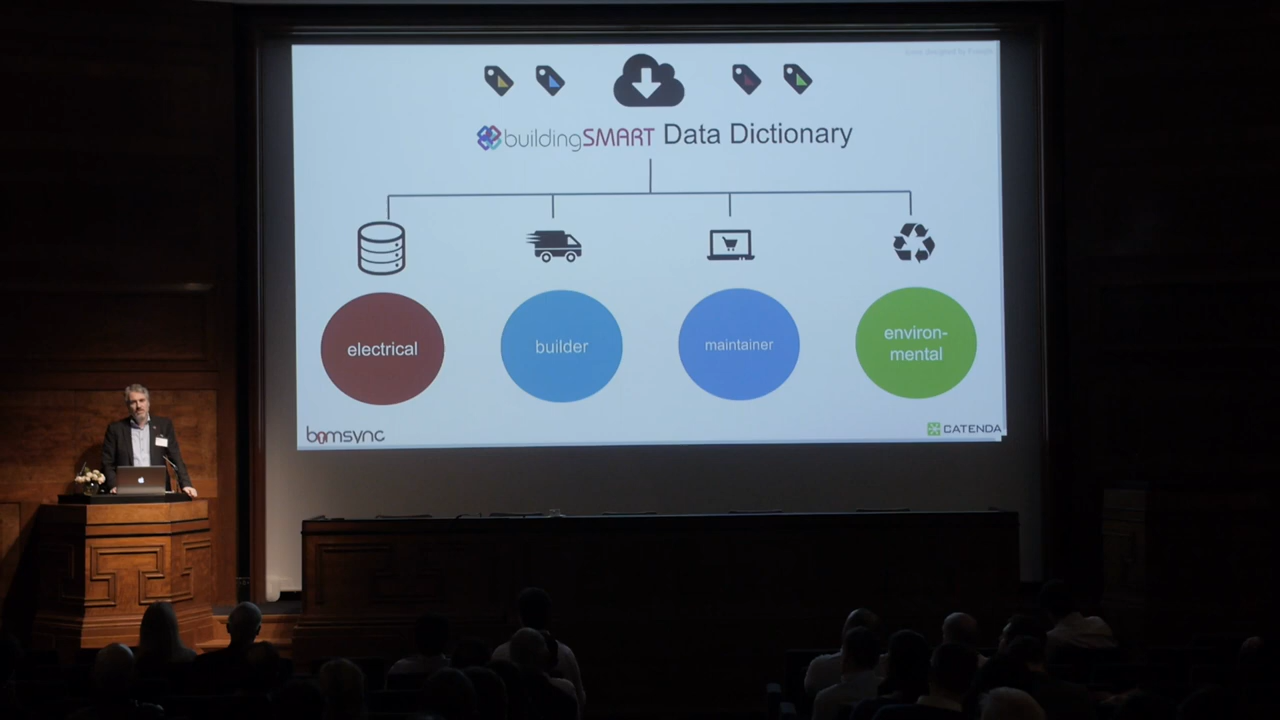 buildingSMART Data Dictionary
electrical
builder
maintainer
environ-
mental
bimsync
CATENDA